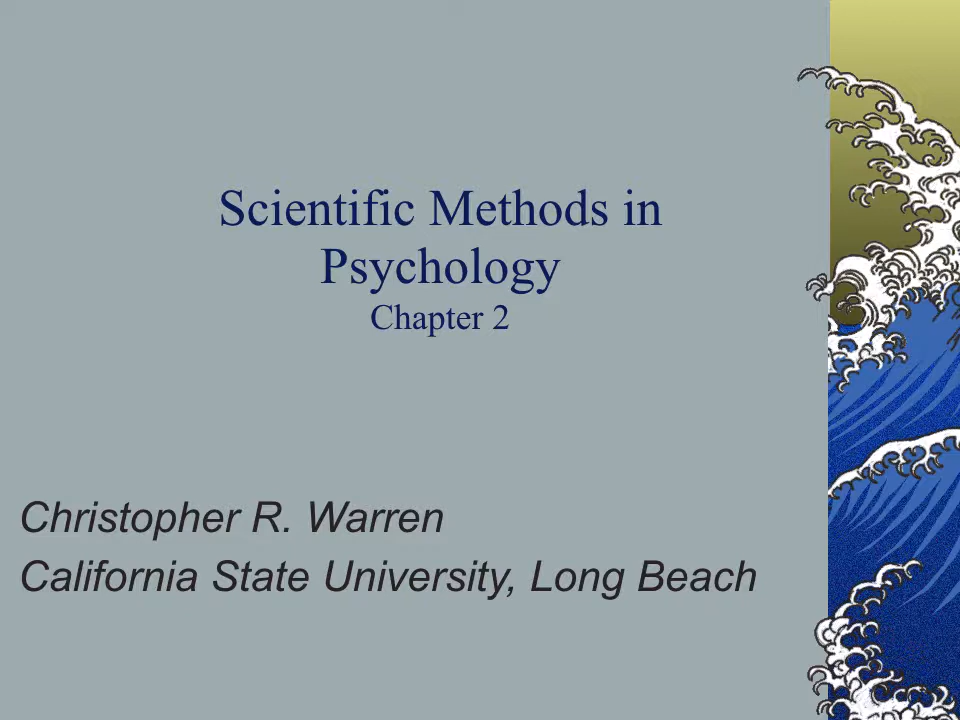 Scientific Methods in
Psychology
Chapter 2
Christopher R. Warren
California State University, Long Beach